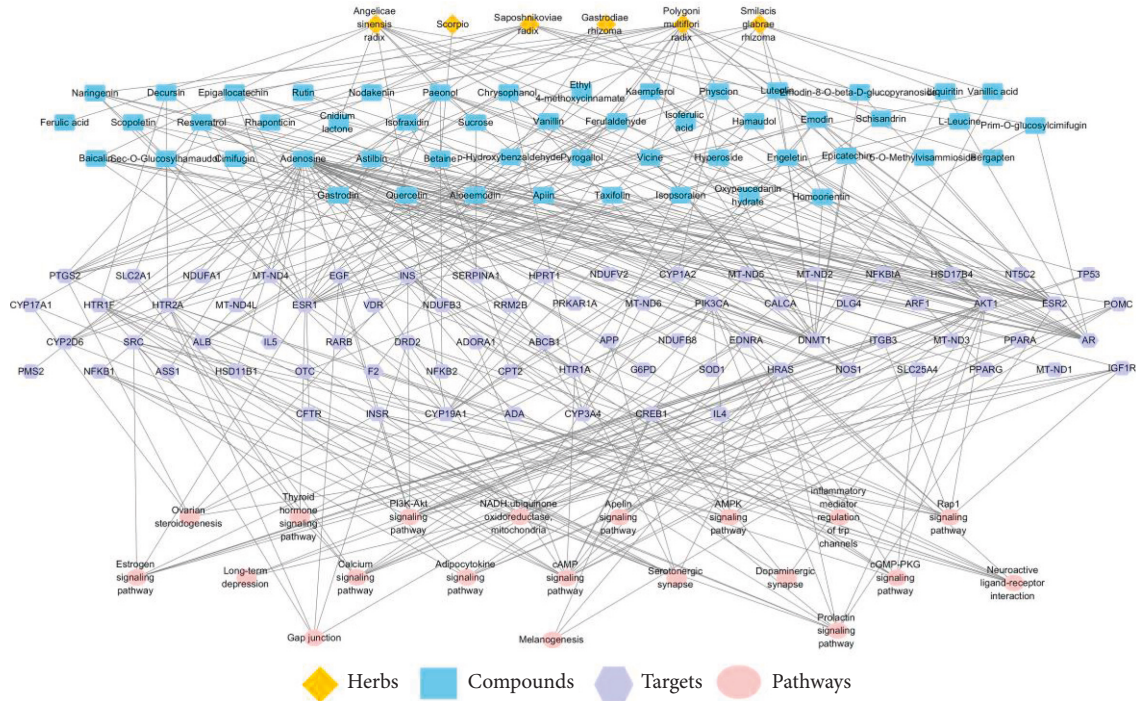 Angelicae
sinensis
radix
Scorpio
Saposhnikoviae
radix
Gastrodiae
rhizoma
Polygoni
multiflori
radix
Smilacis
glabrae
rhizoma
Naringenin
Decursin
Epigallocatechin
Rutin
Nodakenin
Paeonol
Chrysophanol
Ethyl
4-methoxycinnamate
Kaempferol
Physcion
Luteolin
Emodin-8-O-beta-D-glucopyranoside
Liquiritin
Vanillic acid
Ferulic acid
Scopoletin
Resveratrol
Rhaponticin
Cnidium
lactone
Isofraxidin
Sucrose
Vanillin
Ferulaldehyde
Isoferulic
acid
Hamaudol
Emodin
Schisandrin
L-Leucine
Prim-O-glucosylcimifugin
Baicalin
Sec-O-Glucosylhamaudol
Cimifugin
Adenosine
Astilbin
Betaine
p-Hydroxybenzaldehyde
Pyrogallol
Vicine
Hyperoside
Engeletin
Epicatechin
5-O-Methylvisammioside
Bergapten
Gastrodin
Quercetin
Aloeemodin
Apiin
Taxifolin
Isopsoralen
Oxypeucedanin
hydrate
Homoorientin
PTGS2
SLC2A1
NDUFA1
MT-ND4
EGF
INS
SERPINA1
HPRT1
NDUFV2
CYP1A2
MT-ND5
MT-ND2
NFKBIA
HSD17B4
NT5C2
TP53
CYP17A1
HTR1F
HTR2A
MT-ND4L
ESR1
VDR
NDUFB3
RRM2B
PRKAR1A
MT-ND6
PIK3CA
CALCA
DLG4
ARF1
AKT1
ESR2
POMC
CYP2D6
SRC
ALB
IL5
RARB
DRD2
ADORA1
ABCB1
APP
NDUFB8
EDNRA
DNMT1
ITGB3
MT-ND3
PPARA
AR
PMS2
NFKB1
ASS1
HSD11B1
OTC
F2
NFKB2
CPT2
HTR1A
G6PD
SOD1
HRAS
NOS1
SLC25A4
PPARG
MT-ND1
IGF1R
CFTR
INSR
CYP19A1
ADA
CYP3A4
CREB1
IL4
Ovarian
steroidogenesis
Thyroid
hormone
signaling
pathway
PI3K-Akt
signaling
pathway
NADH:ubiquinone
oxidoreductase,
mitochondria
Apelin
signaling
pathway
AMPK
signaling
pathway
Inflammatory
mediator
regulation
of trp
channels
Rap1
signaling
pathway
Estrogen
signaling
pathway
Long-term
depression
Calcium
signaling
pathway
Adipocytokine
signaling
pathway
cAMP
signaling
pathway
Serotonergic
synapse
Dopaminergic
synapse
cGMP-PKG
signaling
pathway
Neuroactive
ligand-receptor
interaction
Gap junction
Melanogenesis
Prolactin
signaling
pathway
Herbs
Compounds
Targets
Pathways